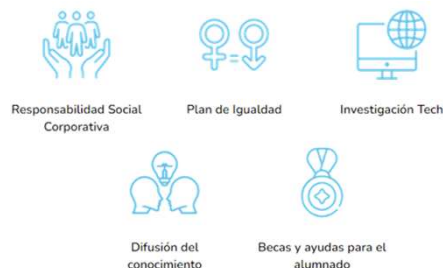 Responsabilidad Social
Corporativa
Plan de Igualdad
Investigación Tech
Difusión del
conocimiento
Becas y ayudas para el
alumnado